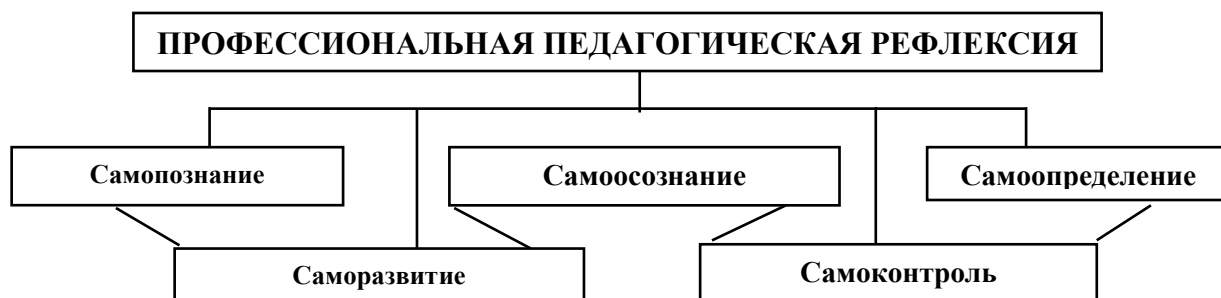 ПРОФЕССИОНАЛЬНАЯ ПЕДАГОГИЧЕСКАЯ РЕФЛЕКСИЯ
Самопознание
Самоосознание
Самоопределение
Саморазвитие
Самоконтроль